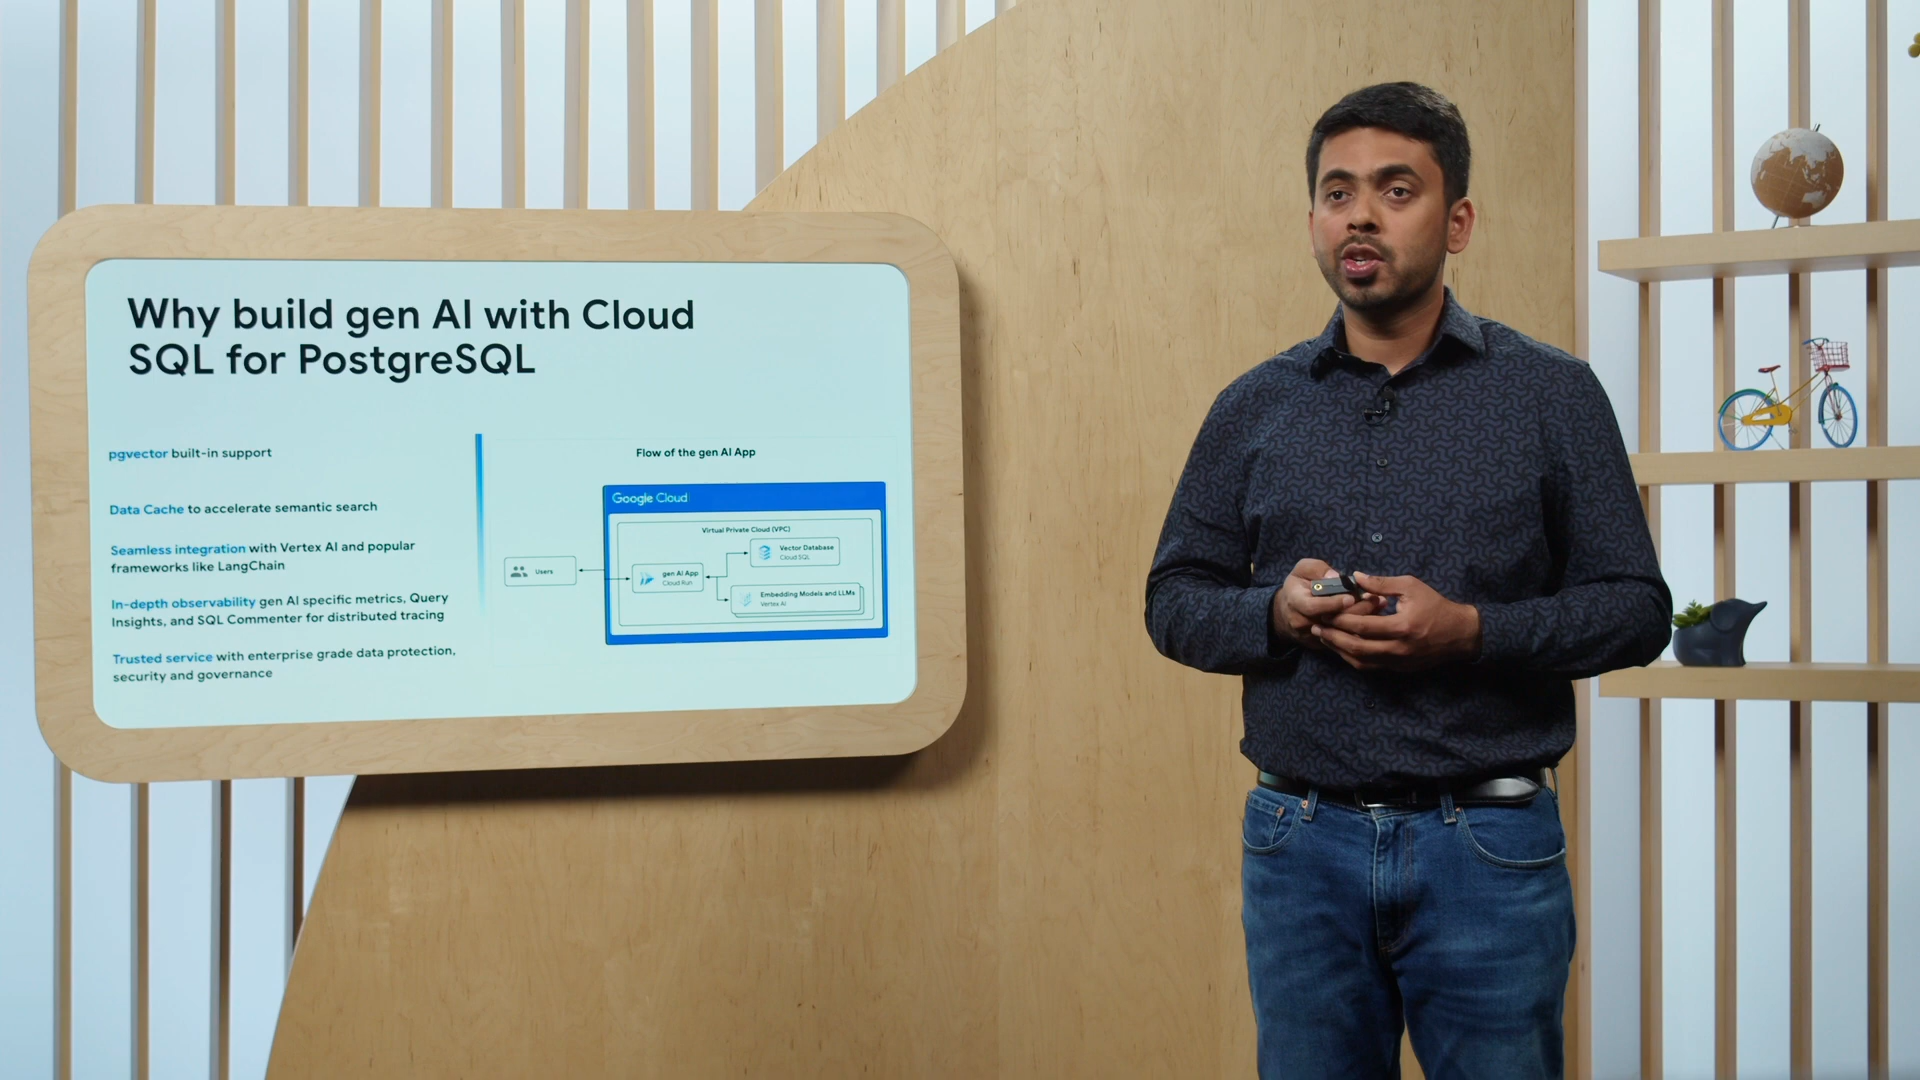 Why build gen AI with Cloud
SQL for PostgreSQL
pgvector built-in support
Data Cache to accelerate semantic search
Seamless integration with Vertex AI and popular
frameworks like LangChain
In-depth observability gen AI specific metrics, Query
Insights, and SQL Commenter for distributed tracing
Trusted service with enterprise grade data protection,
security and governance
Flow of the gen AI App
Google Cloud
Virtual Private Cloud (VPC)
Users
gen AI App
Cloud Run
Vector Database
Cloud SQL
Embedding Models and LLMs
Vertex AI